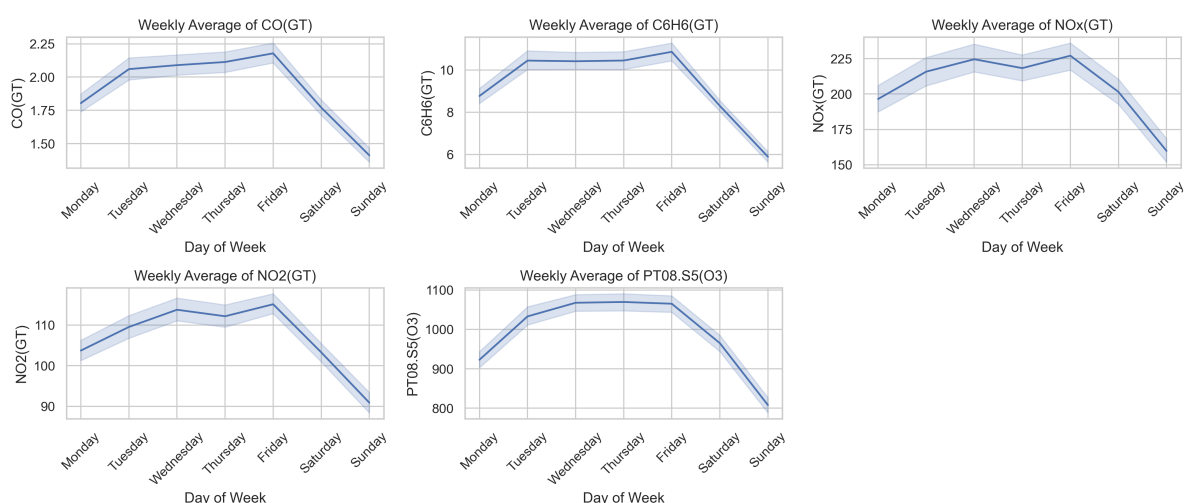 Weekly Average of CO(GT)
CO(GT)
2.25
2.00
1.75
1.50
Monday
Tuesday
Wednesday
Thursday
Friday
Saturday
Sunday
Day of Week
Weekly Average of C6H6(GT)
C6H6(GT)
10
8
6
Monday
Tuesday
Wednesday
Thursday
Friday
Saturday
Sunday
Day of Week
Weekly Average of NOx(GT)
NOx(GT)
225
200
175
150
Monday
Tuesday
Wednesday
Thursday
Friday
Saturday
Sunday
Day of Week
Weekly Average of NO2(GT)
NO2(GT)
110
100
90
Monday
Tuesday
Wednesday
Thursday
Friday
Saturday
Sunday
Day of Week
Weekly Average of PT08.S5(O3)
PT08.S5(O3)
1100
1000
900
800
Monday
Tuesday
Wednesday
Thursday
Friday
Saturday
Sunday
Day of Week